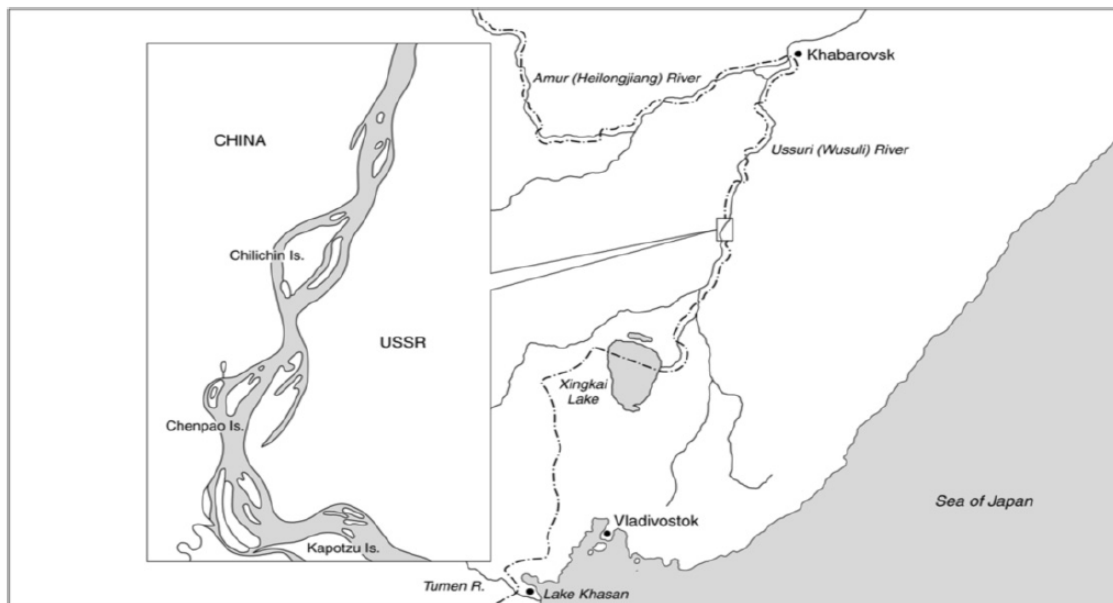 Khabarovsk
Amur (Heilongjiang) River
CHINA
Ussuri (Wusuli) River
Chilichin Is.
USSR
Xingkai
Lake
Chenpao Is.
Sea of Japan
Vladivostok
Kapotzu Is.
Tumen R.
Lake Khasan